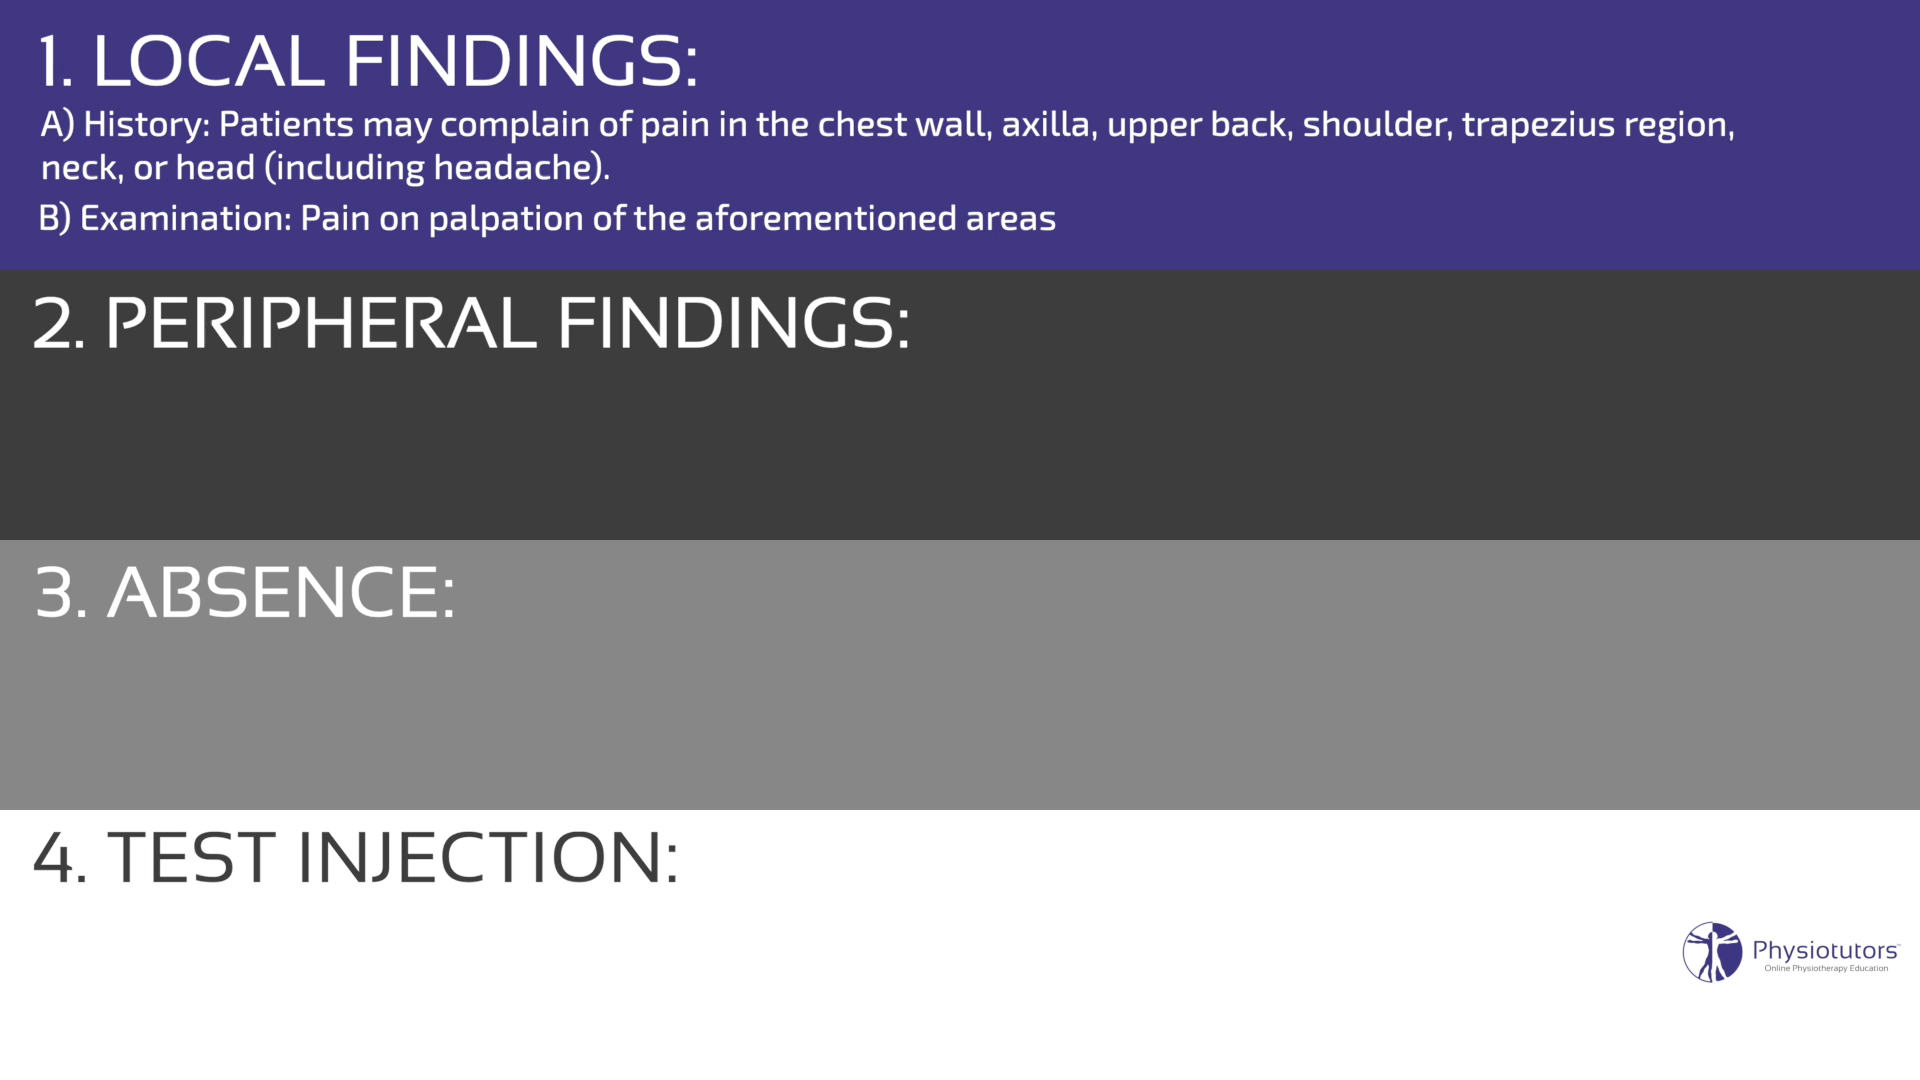 1. LOCAL FINDINGS:
A) History: Patients may complain of pain in the chest wall, axilla, upper back, shoulder, trapezius region,
neck, or head (including headache).
B) Examination: Pain on palpation of the aforementioned areas
2. PERIPHERAL FINDINGS:
3. ABSENCE:
4. TEST INJECTION:
Physiotutors
Online Physiotherapy Education